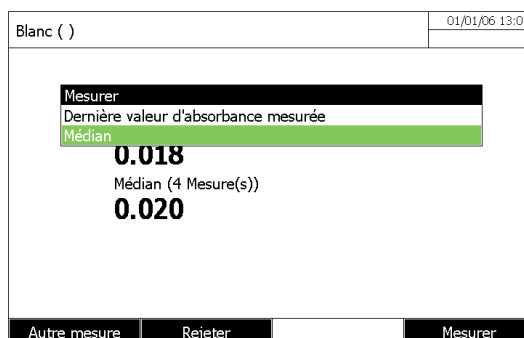 Blanc ( )
01/01/06 13:0
Mesurer
Dernière valeur d'absorbance mesurée
Médian
0.018
Médian (4 Mesure(s))
0.020
Autre mesure
Rejeter
Mesurer